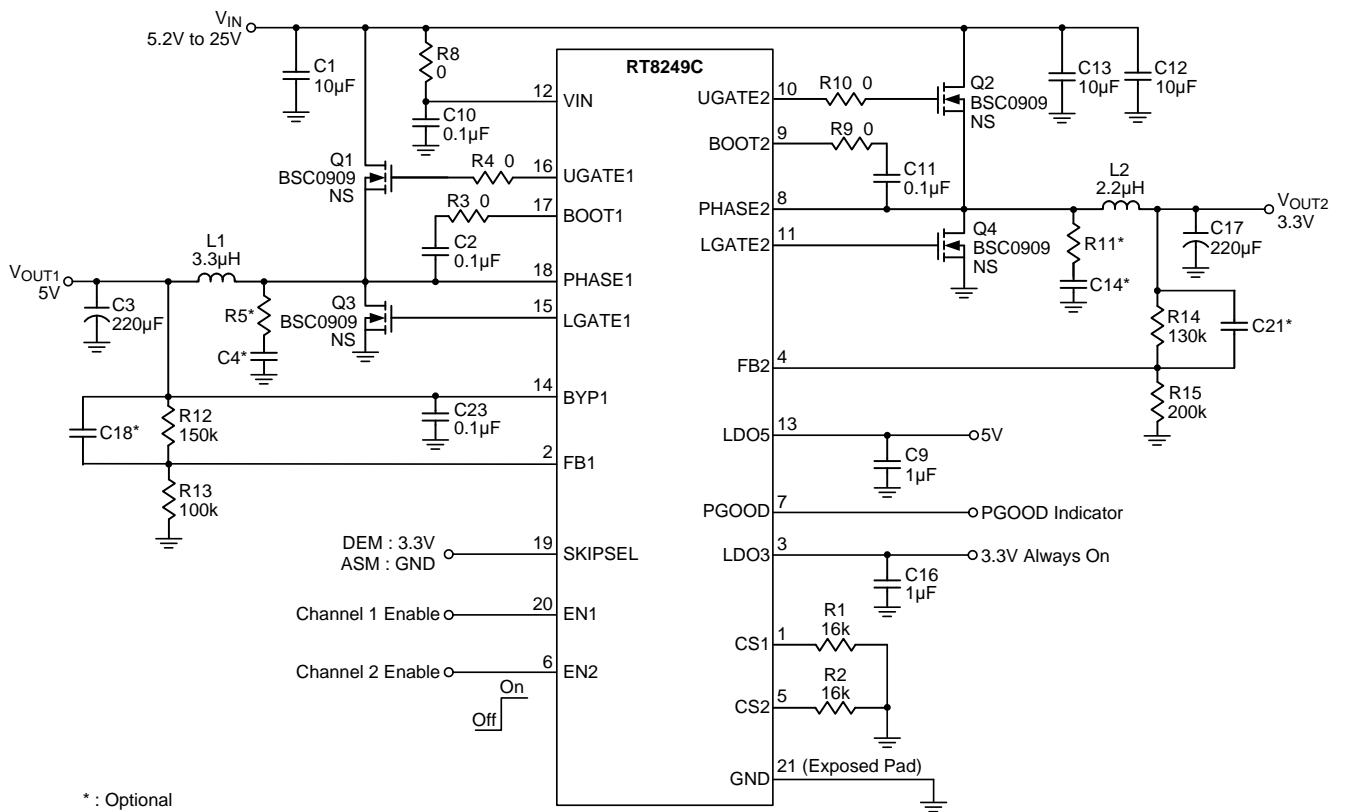 VIN
5.2V to 25V
C1
10µF
R8
0
12
VIN
C10
0.1µF
Q1
BSC0909
NS
R4 0
16
UGATE1
R3 0
17
BOOT1
C2
0.1µF
L1
3.3µH
18
PHASE1
VOUT1
5V
C3
220µF
R5*
C4*
Q3
BSC0909
NS
15
LGATE1
14
BYP1
C23
0.1µF
C18*
R12
150k
2
FB1
R13
100k
DEM : 3.3V
ASM : GND
19
SKIPSEL
Channel 1 Enable
20
EN1
Channel 2 Enable
6
EN2
On
Off
RT8249C
UGATE2
10
R10 0
Q2
BSC0909
NS
C13
10µF
C12
10µF
BOOT2
9
R9 0
C11
0.1µF
PHASE2
8
L2
2.2µH
VOUT2
3.3V
C17
220µF
LGATE2
11
Q4
BSC0909
NS
R11*
C14*
R14
130k
C21*
FB2
4
R15
200k
LDO5
13
5V
C9
1µF
PGOOD
7
PGOOD Indicator
LDO3
3
3.3V Always On
C16
1µF
CS1
1
R1
16k
CS2
5
R2
16k
GND
21 (Exposed Pad)
* : Optional